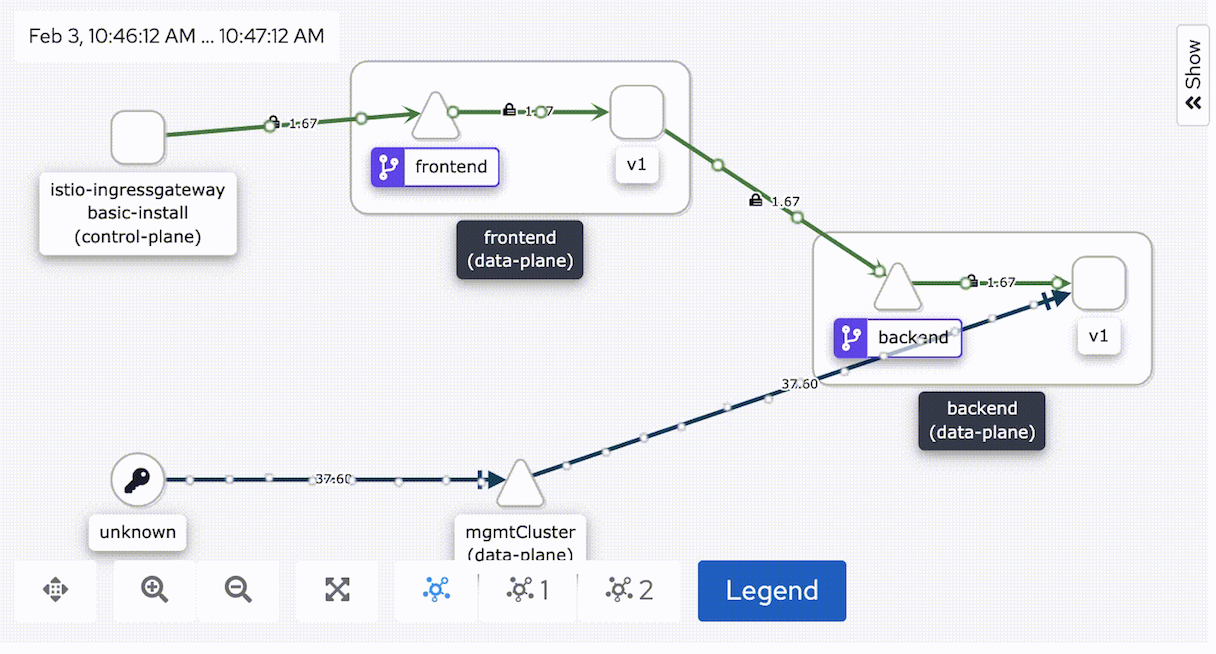 Feb 3, 10:46:12 AM ... 10:47:12 AM
Show
1.67
1.67
frontend
v1
istio-ingressgateway
basic-install
(control-plane)
frontend
(data-plane)
1.67
1.67
backend
v1
37.60
backend
(data-plane)
37.60
unknown
mgmtCluster
(data-plane)
1
2
Legend